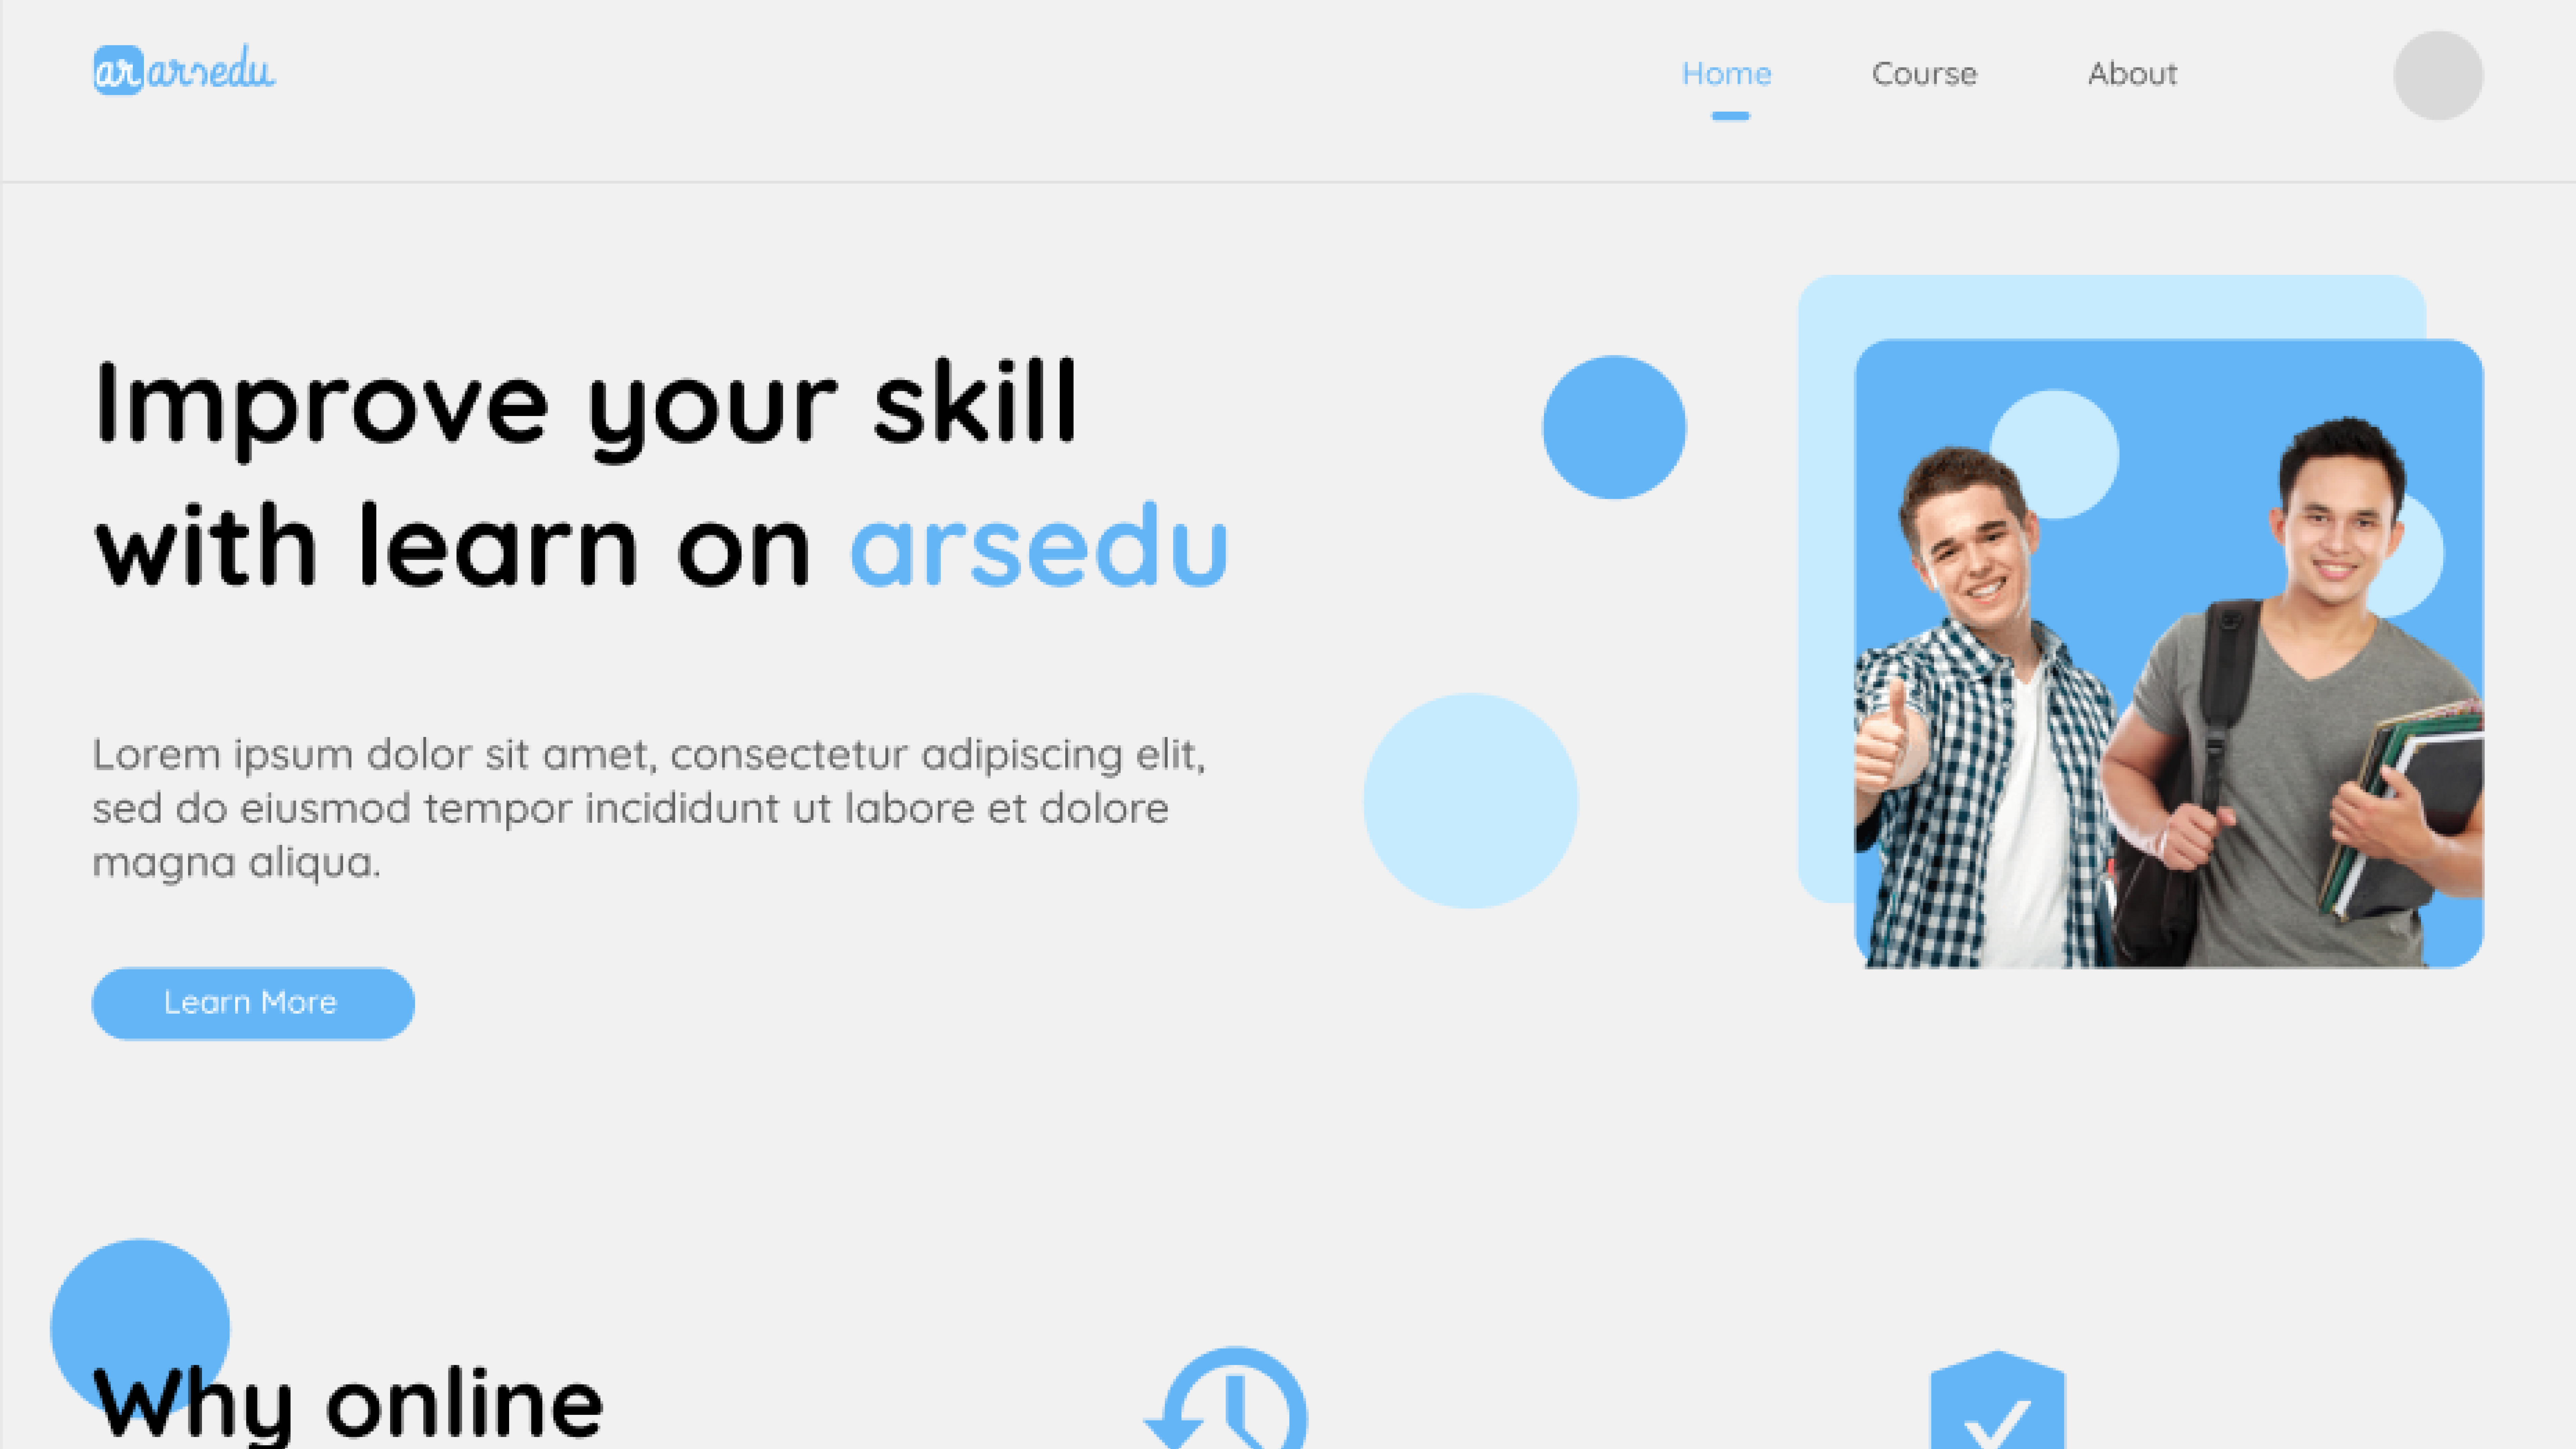 ar arsedu
Home Course About
Improve your skill
with learn on arsedu
Lorem ipsum dolor sit amet, consectetur adipiscing elit,
sed do eiusmod tempor incididunt ut labore et dolore
magna aliqua.
Learn More
Why online